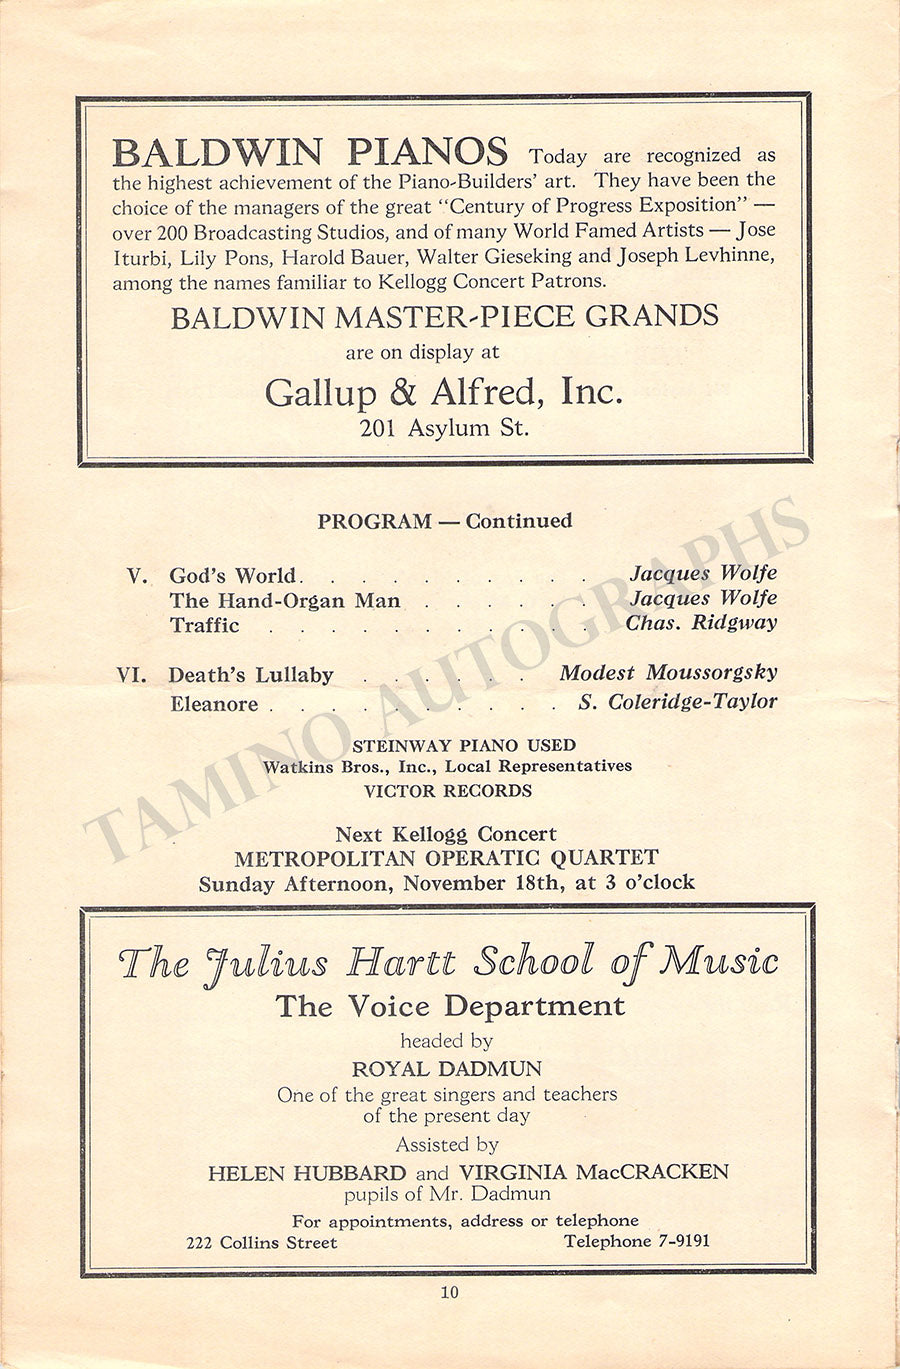 BALDWIN PIANOS Today are recognized as
the highest achievement of the Piano-Builders' art. They have been the
choice of the managers of the great "Century of Progress Exposition" —
over 200 Broadcasting Studios, and of many World Famed Artists — Jose
Iturbi, Lily Pons, Harold Bauer, Walter Gieseking and Joseph Levhinne,
among the names familiar to Kellogg Concert Patrons.
BALDWIN MASTER-PIECE GRANDS
are on display at
Gallup & Alfred, Inc.
201 Asylum St.
PROGRAM — Continued
V. God's World . . . . . . . . . . Jacques Wolfe
The Hand-Organ Man . . . . . . Jacques Wolfe
Traffic . . . . . . . . . . . Chas. Ridgway
VI. Death's Lullaby . . . . . . Modest Moussorgsky
Eleanore . . . . . . . . . . S. Coleridge-Taylor
STEINWAY PIANO USED
Watkins Bros., Inc., Local Representatives
VICTOR RECORDS
Next Kellogg Concert
METROPOLITAN OPERATIC QUARTET
Sunday Afternoon, November 18th, at 3 o'clock
The Julius Hartt School of Music
The Voice Department
headed by
ROYAL DADMUN
One of the great singers and teachers
of the present day
Assisted by
HELEN HUBBARD and VIRGINIA MacCRACKEN
pupils of Mr. Dadmun
For appointments, address or telephone
222 Collins Street Telephone 7-9191
10
TAMINO AUTOGRAPHS